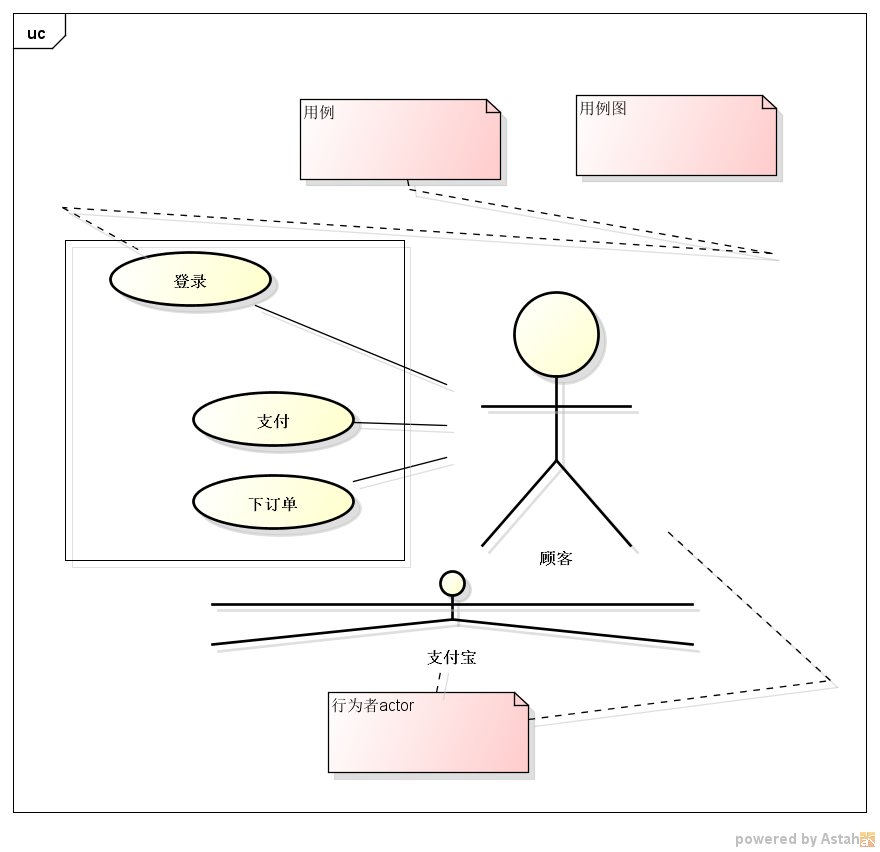 uc
用例
用例图
登录
支付
下订单
顾客
支付宝
行为者actor
powered by Astah